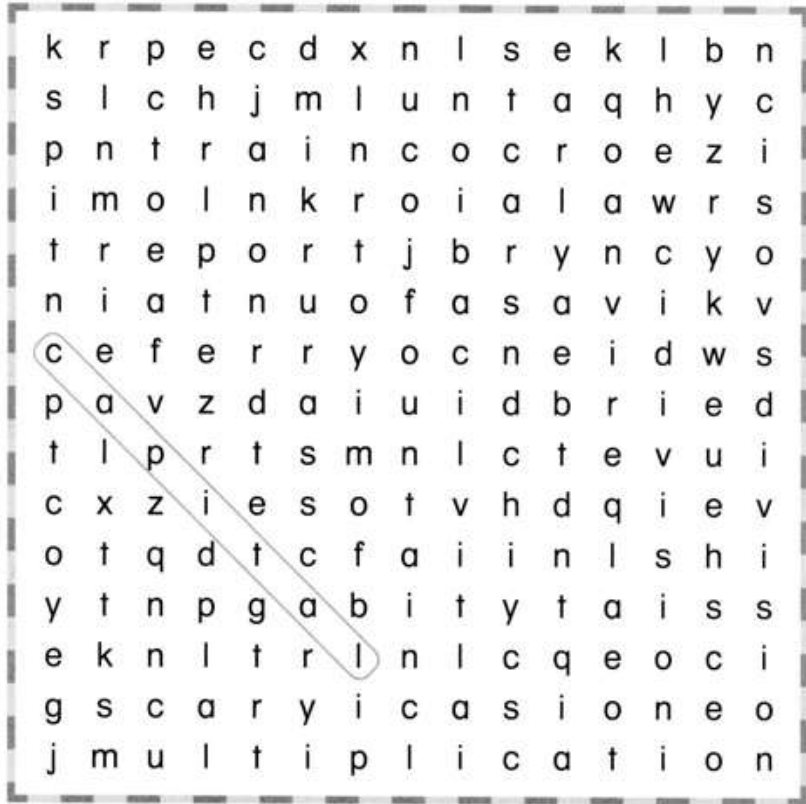 k r p e c d x n l s e k l b n
s l c h j m l u n t a q h y c
p n t r a i n c o c r o e z i
i m o l n k r o i a l a w r s
t r e p o r t j b r y n c y o
n i a t n u o f a s a v i k v
c e f e r r y o c n e i d w s
p a v z d a i u i d b r i e d
t l p r t s m n l c t e v u i
c x z i e s o t v h d q i e v
o t q d t c f a i i n l s h i
y t n p g a b i t y t a i s s
e k n l t r l n l c q e o c i
g s c a r y i c a s i o n e o
j m u l t i p l i c a t i o n